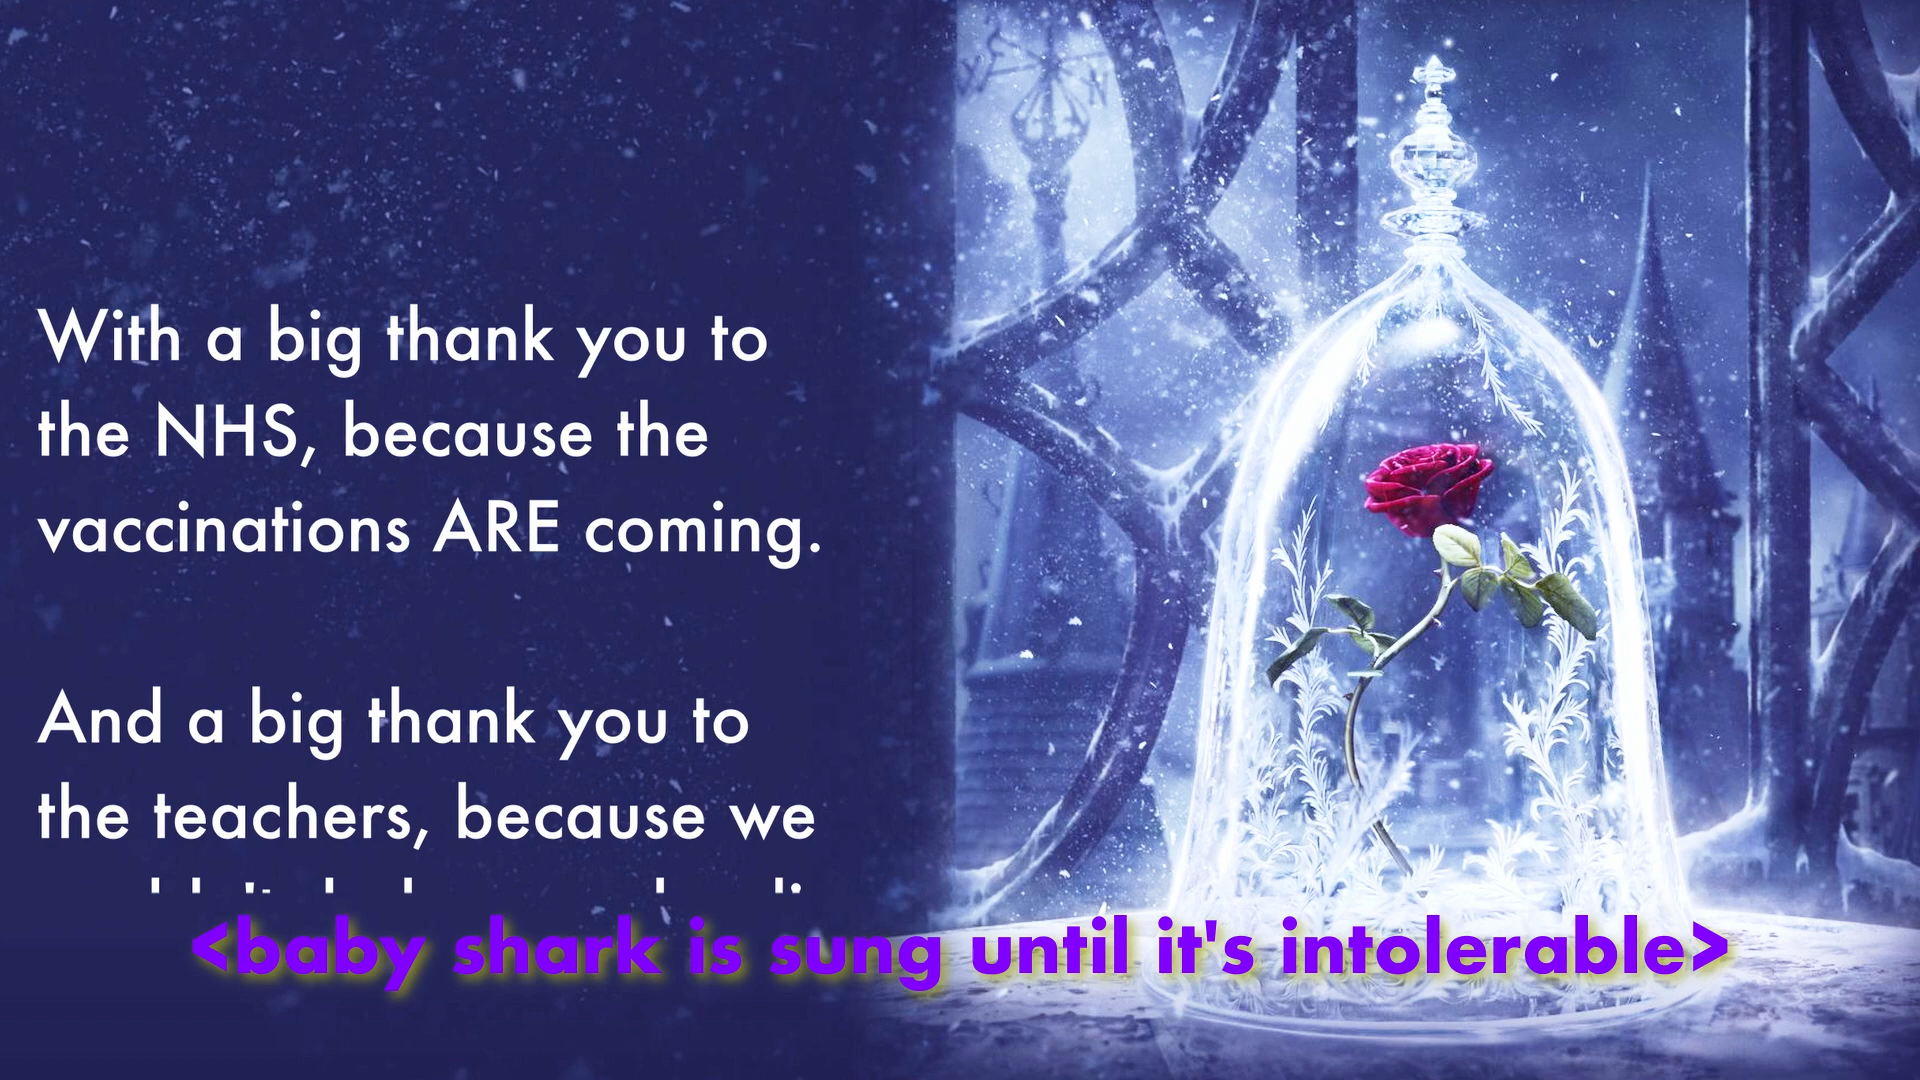 With a big thank you to
the NHS, because the
vaccinations ARE coming.
And a big thank you to
the teachers, because we
<baby shark is sung until it's intolerable>